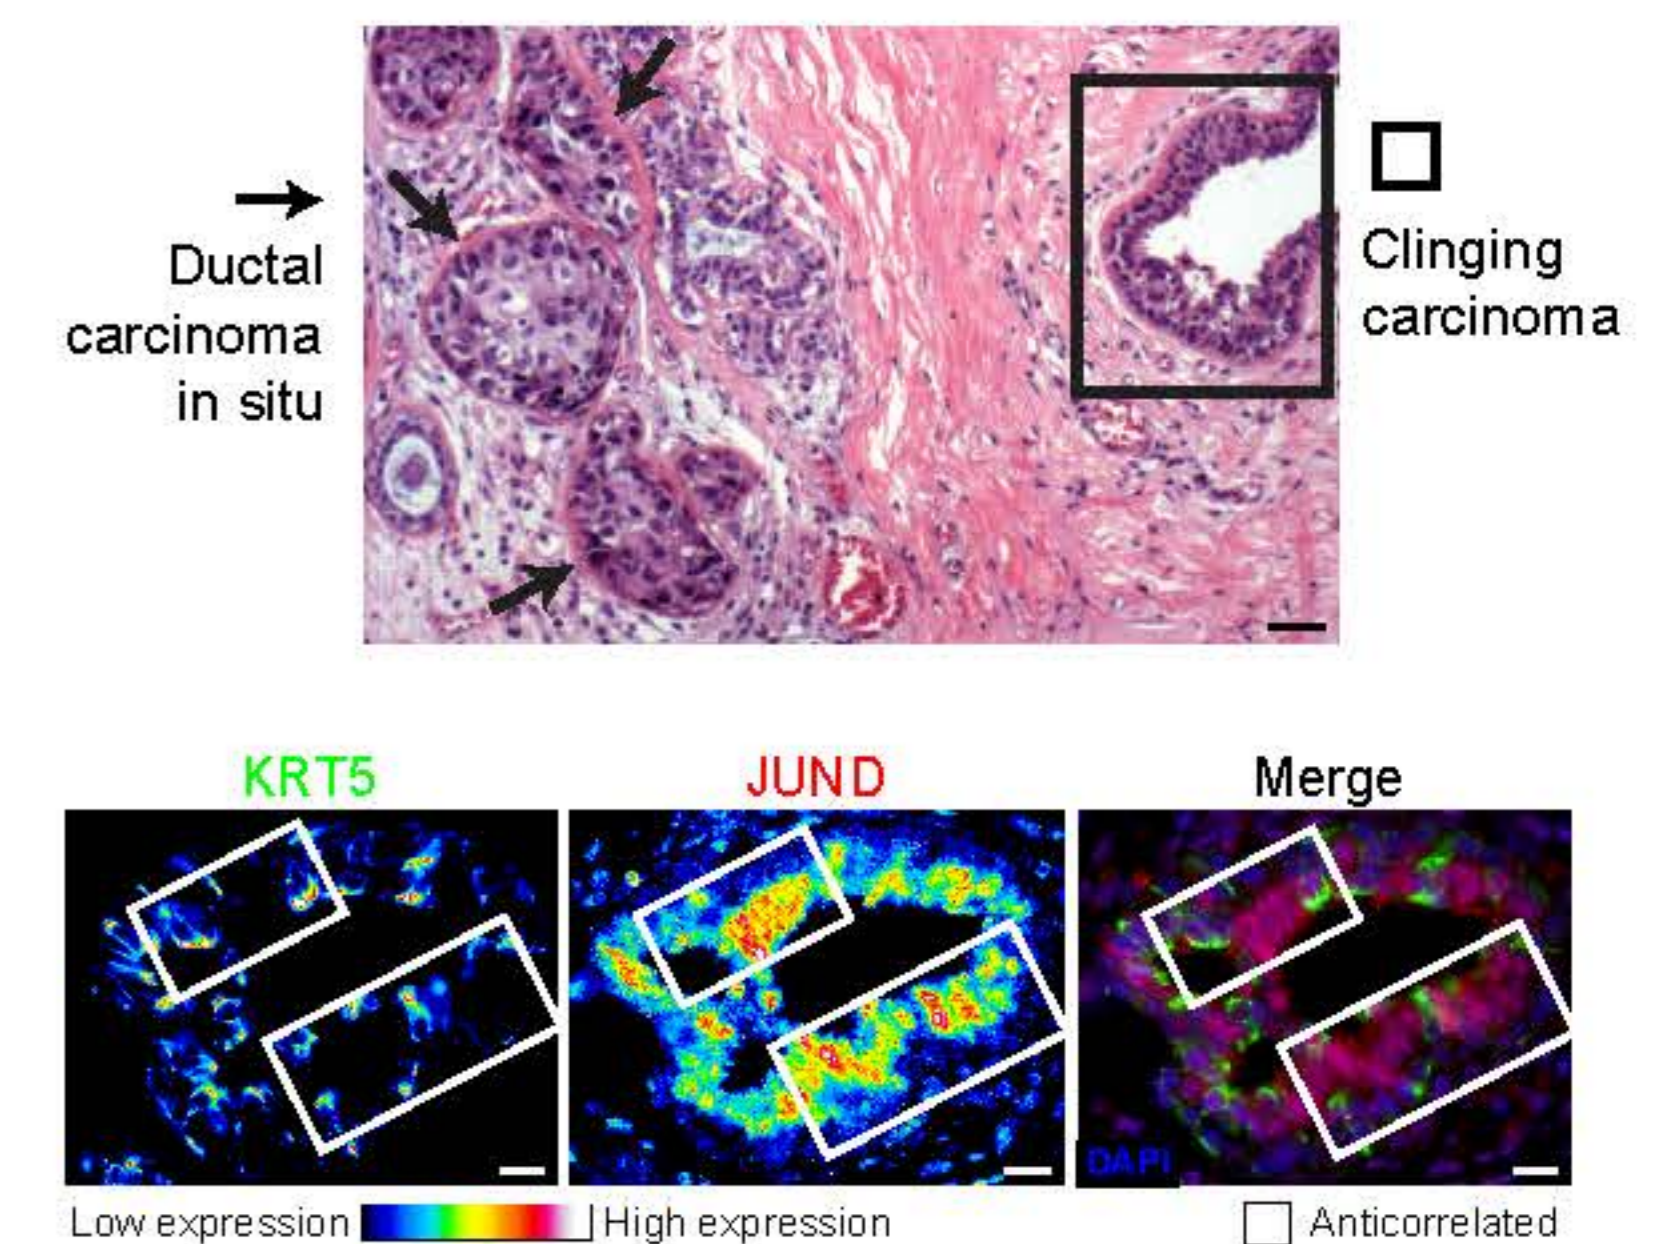 Ductal
carcinoma
in situ
Clinging
carcinoma
KRT5
JUND
Merge
DAPI
Low expression
High expression
Anticorrelated